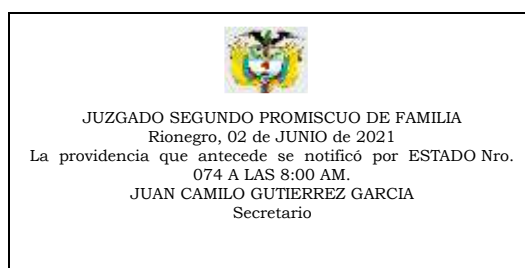 JUZGADO SEGUNDO PROMISCUO DE FAMILIA
Rionegro, 02 de JUNIO de 2021
La providencia que antecede se notificó por ESTADO Nro.
074 A LAS 8:00 AM.
JUAN CAMILO GUTIERREZ GARCIA
Secretario